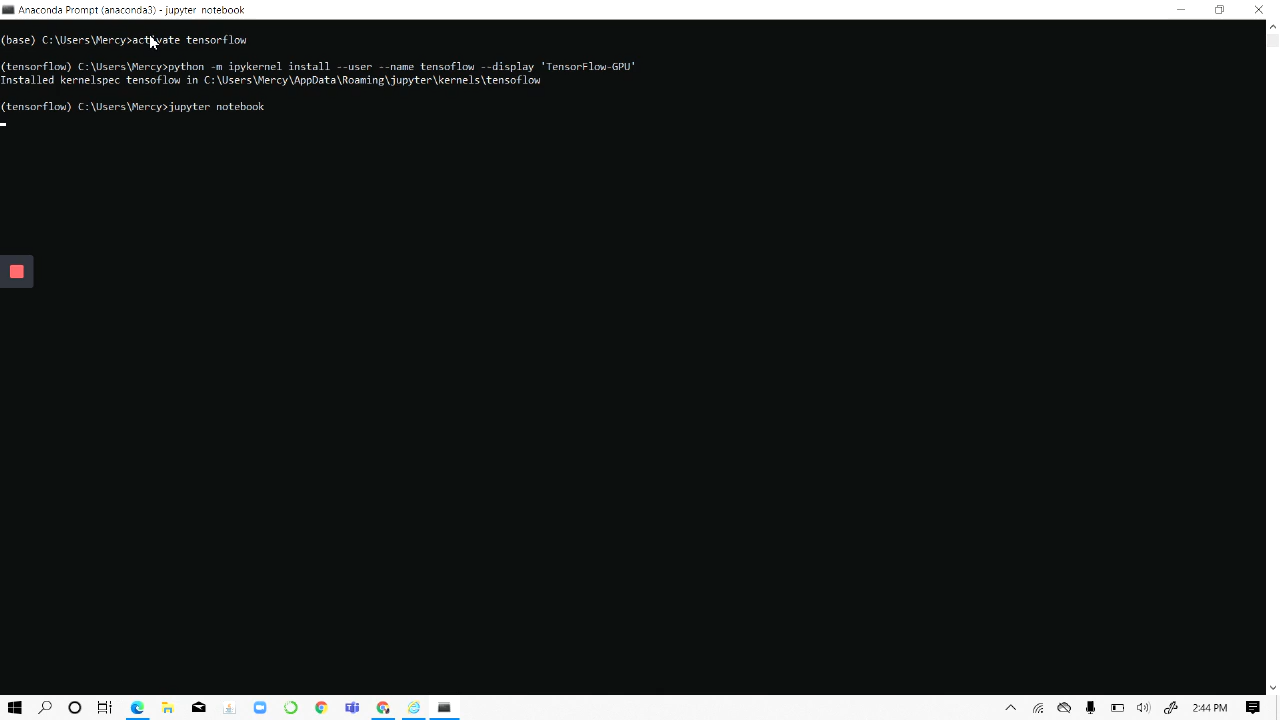 Anaconda Prompt (anaconda3) - jupyter notebook
(base) C:\Users\Mercy>activate tensorflow
(tensorflow) C:\Users\Mercy>python -m ipykernel install --user --name tensoflow --display 'TensorFlow-GPU'
Installed kernelspec tensoflow in C:\Users\Mercy\AppData\Roaming\jupyter\kernels\tensoflow
(tensorflow) C:\Users\Mercy>jupyter notebook
2:44 PM